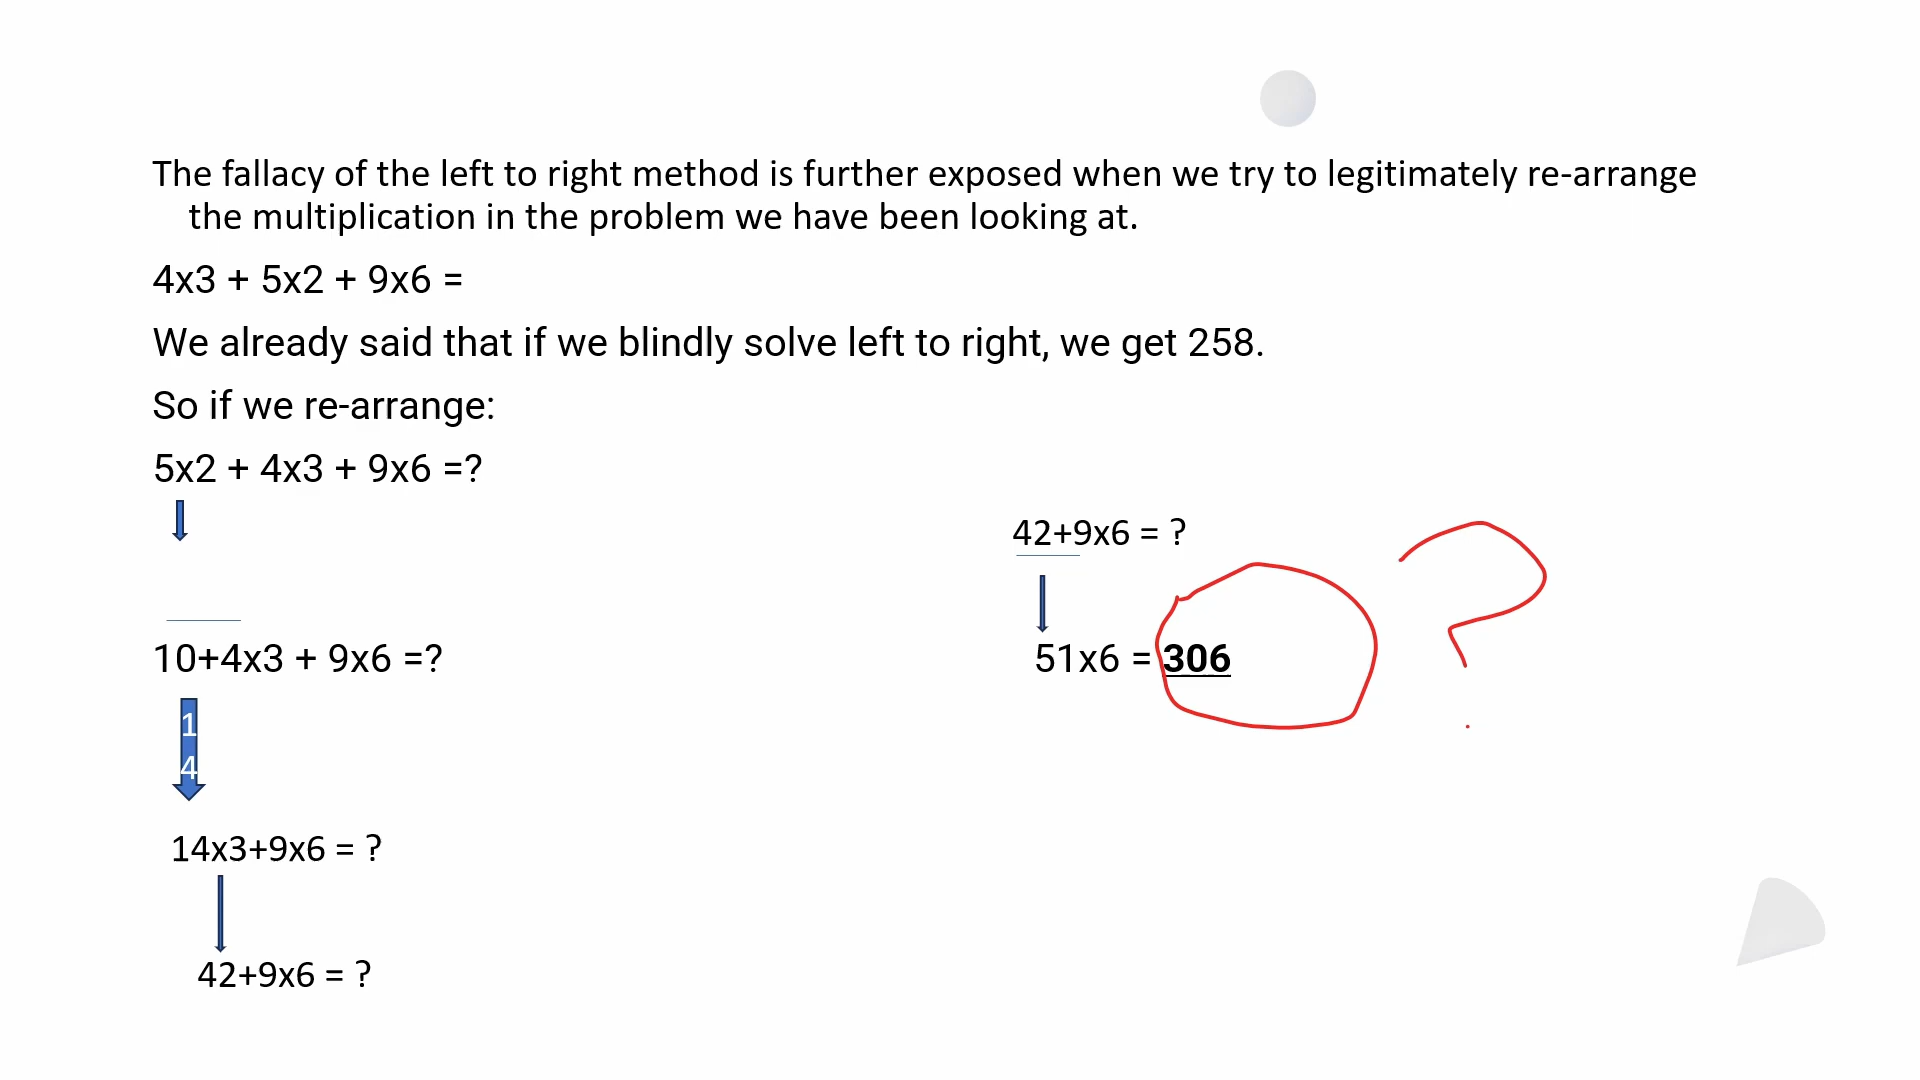 The fallacy of the left to right method is further exposed when we try to legitimately re-arrange
the multiplication in the problem we have been looking at.
4x3 + 5x2 + 9x6 =
We already said that if we blindly solve left to right, we get 258.
So if we re-arrange:
5x2 + 4x3 + 9x6 =?
10+4x3 + 9x6 =?
1
4
14x3+9x6 = ?
42+9x6 = ?
42+9x6 = ?
51x6 = 306
?